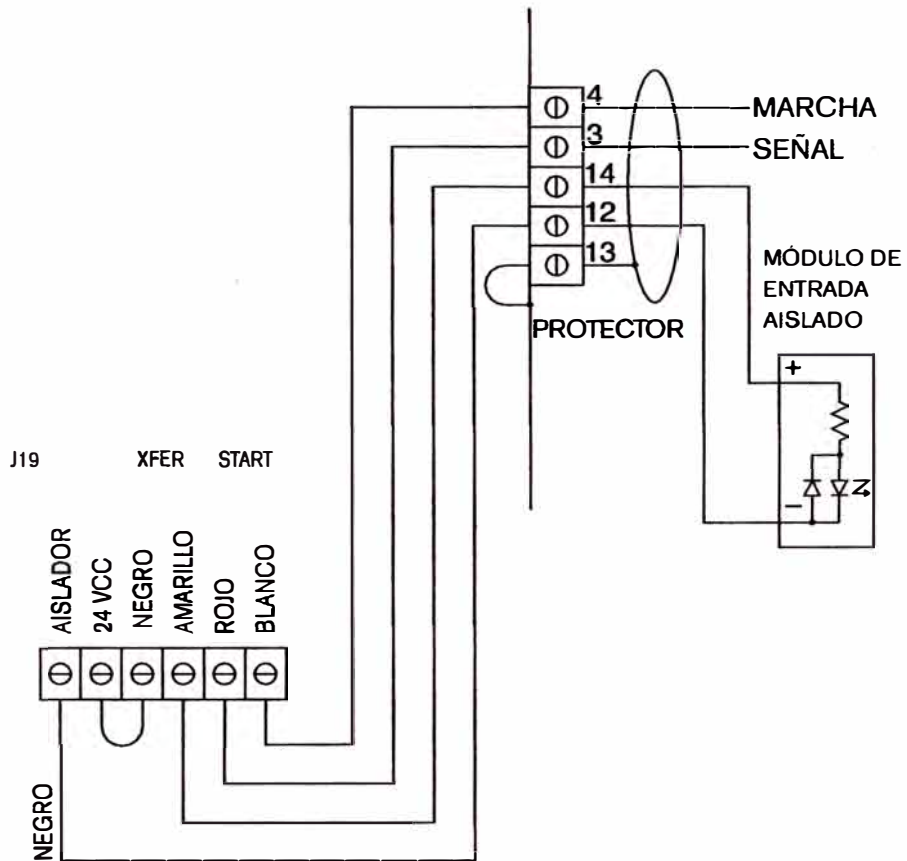 4
MARCHA
3
SEÑAL
14
12
13
MÓDULO DE
ENTRADA
AISLADO
PROTECTOR
+
−
J19 XFER START
AISLADOR
24 VCC
NEGRO
AMARILLO
ROJO
BLANCO
NEGRO